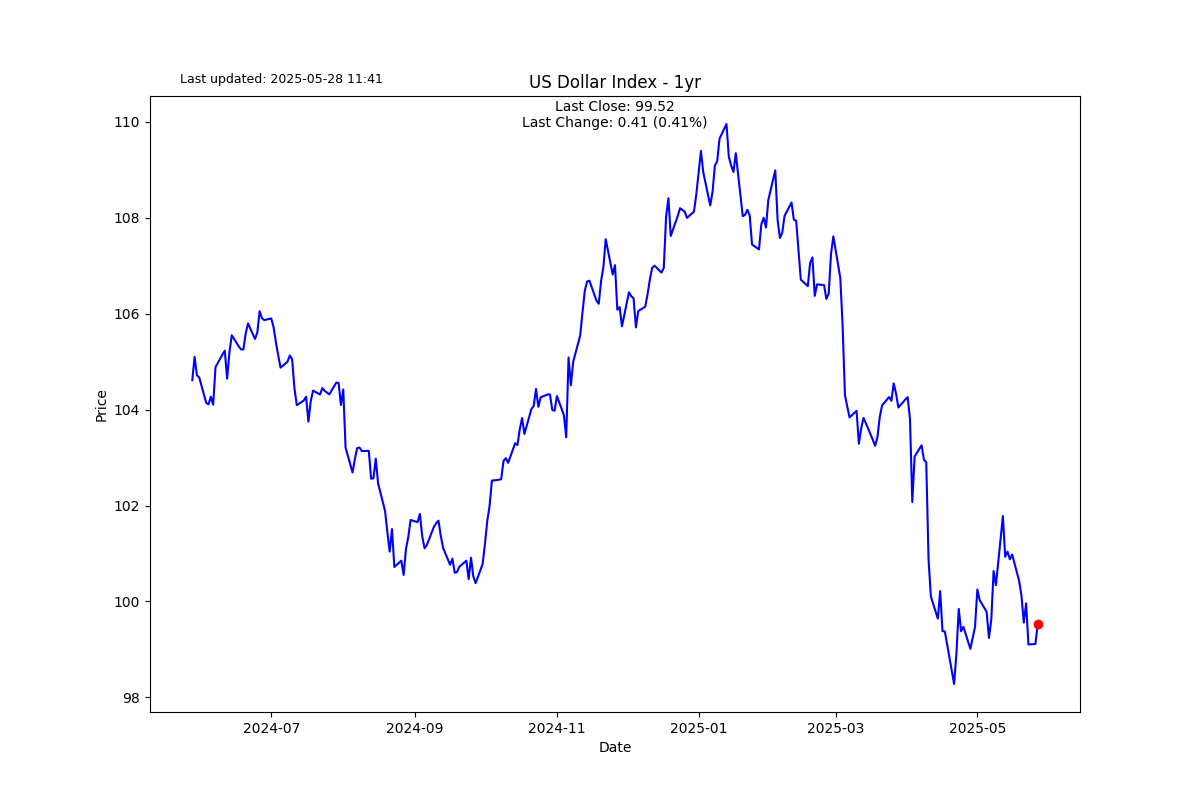 Last updated: 2025-05-28 11:41
US Dollar Index - 1yr
Last Close: 99.52
Last Change: 0.41 (0.41%)
110
108
106
104
102
100
98
Price
2024-07
2024-09
2024-11
2025-01
2025-03
2025-05
Date